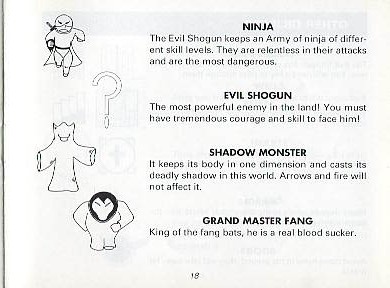 NINJA
The Evil Shogun keeps an Army of ninja of differ-
ent skill levels. They are relentless in their attacks
and are the most dangerous.
?
EVIL SHOGUN
The most powerful enemy in the land! You must
have tremendous courage and skill to face him!
SHADOW MONSTER
It keeps its body in one dimension and casts its
deadly shadow in this world. Arrows and fire will
not affect it.
GRAND MASTER FANG
King of the fang bats, he is a real blood sucker.
18